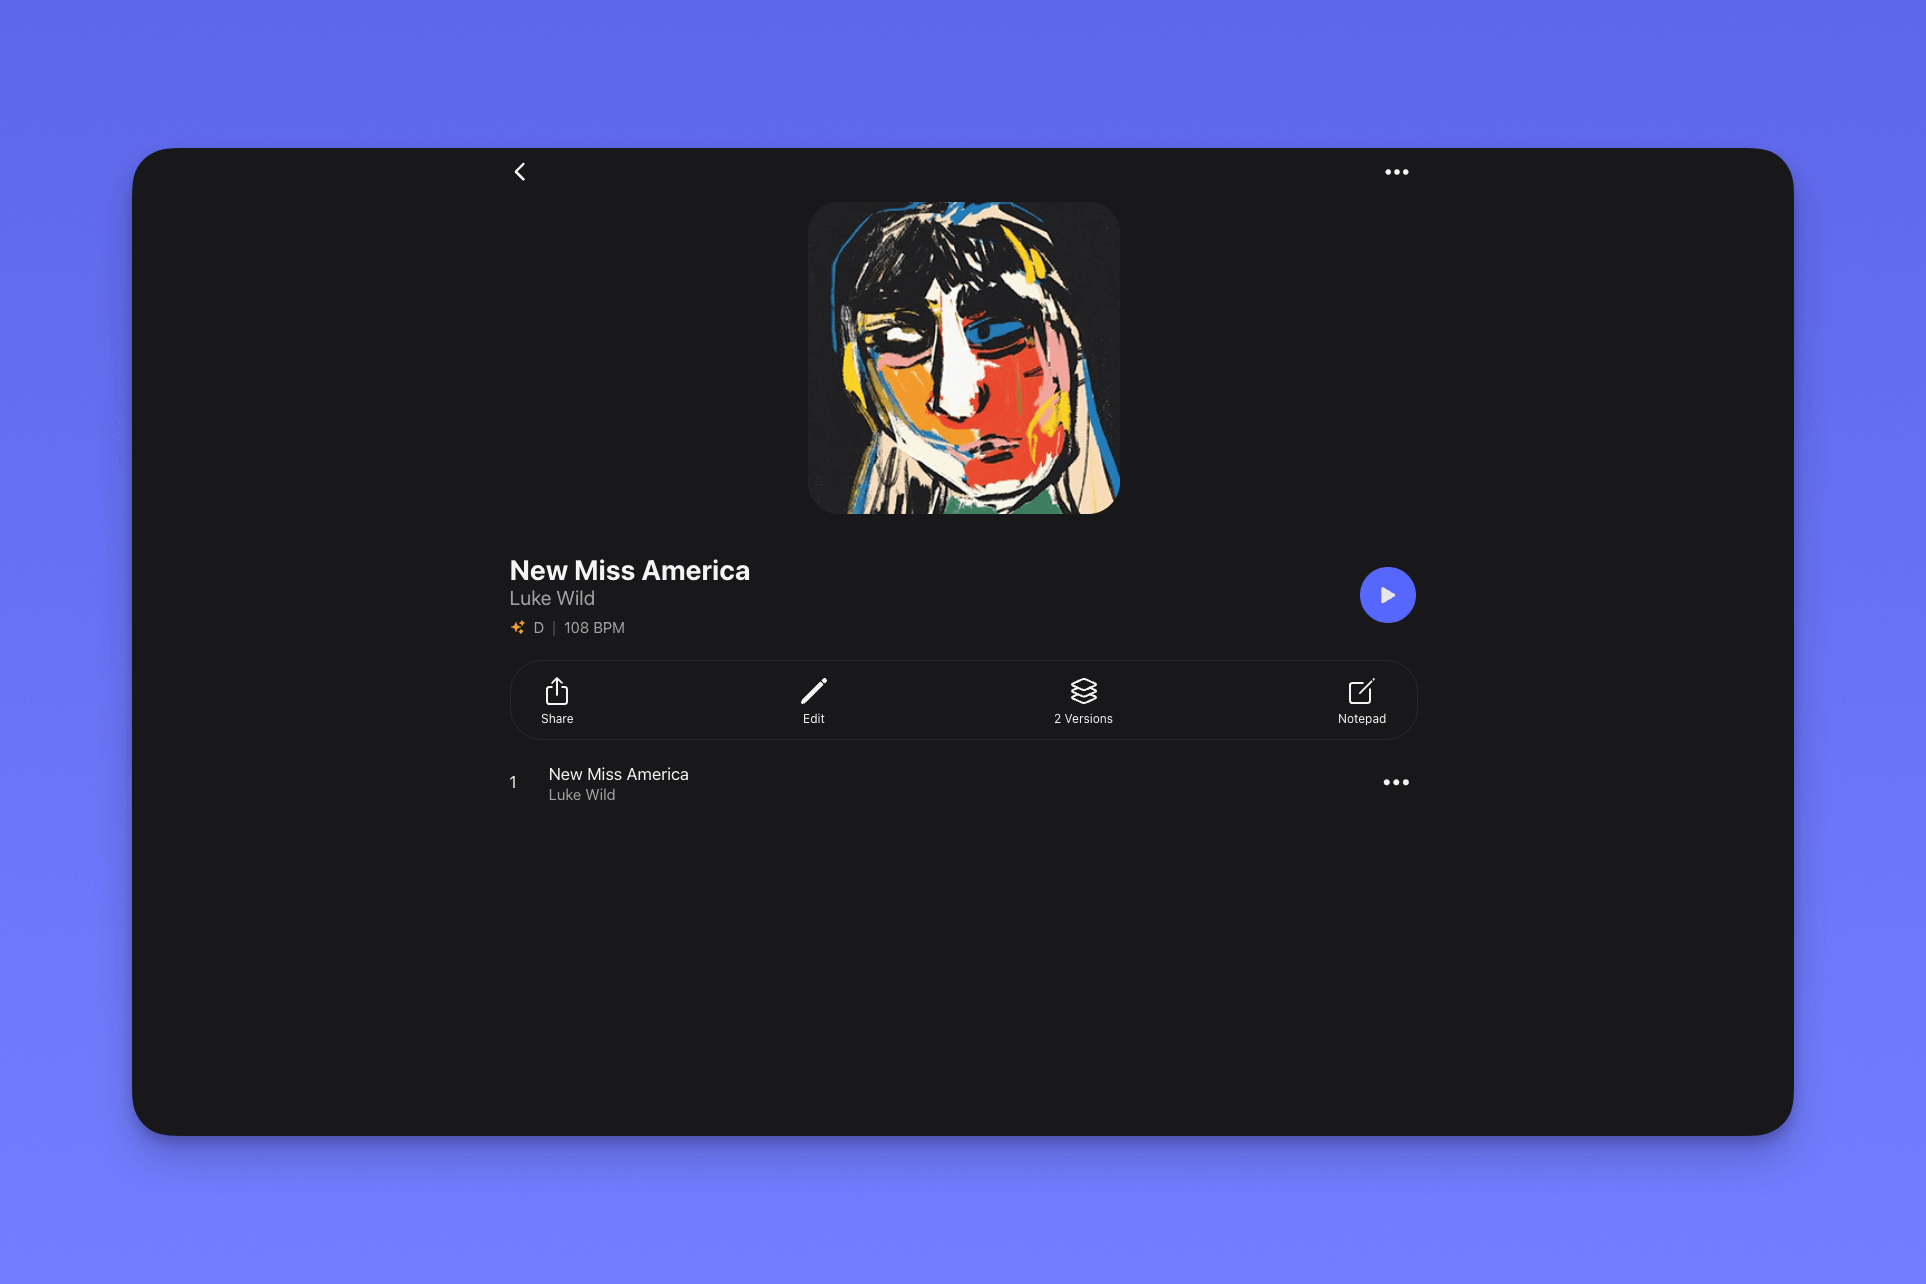 New Miss America
Luke Wild
D | 108 BPM
Share
Edit
2 Versions
Notepad
1
New Miss America
Luke Wild